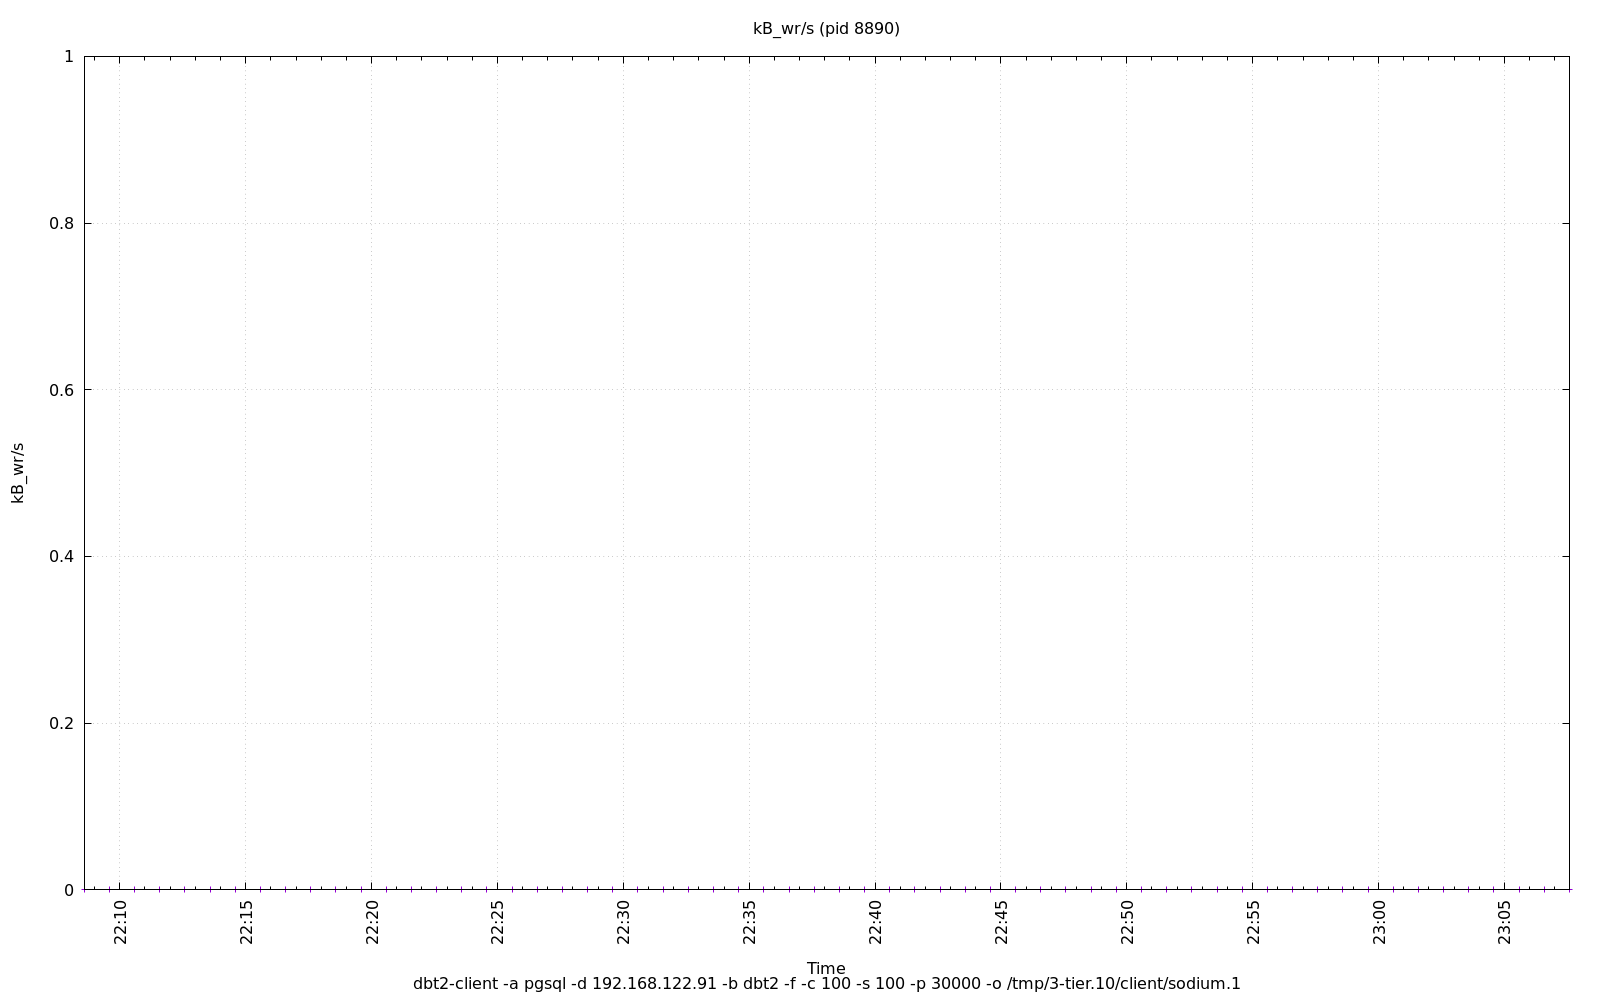 kB_wr/s (pid 8890)
1
0.8
0.6
kB_wr/s
0.4
0.2
0
22:10 22:15 22:20 22:25 22:30 22:35 22:40 22:45 22:50 22:55 23:00 23:05
Time
dbt2-client -a pgsql -d 192.168.122.91 -b dbt2 -f -c 100 -s 100 -p 30000 -o /tmp/3-tier.10/client/sodium.1